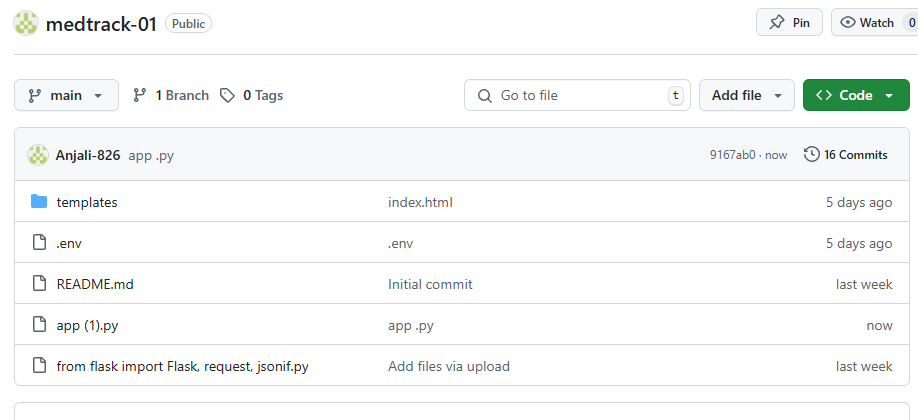 medtrack-01 Public Pin Watch 0
main 1 Branch 0 Tags Go to file t Add file Code
Anjali-826 app .py 9167ab0 · now 16 Commits
templates index.html 5 days ago
.env .env 5 days ago
README.md Initial commit last week
app (1).py app .py now
from flask import Flask, request, jsonif.py Add files via upload last week